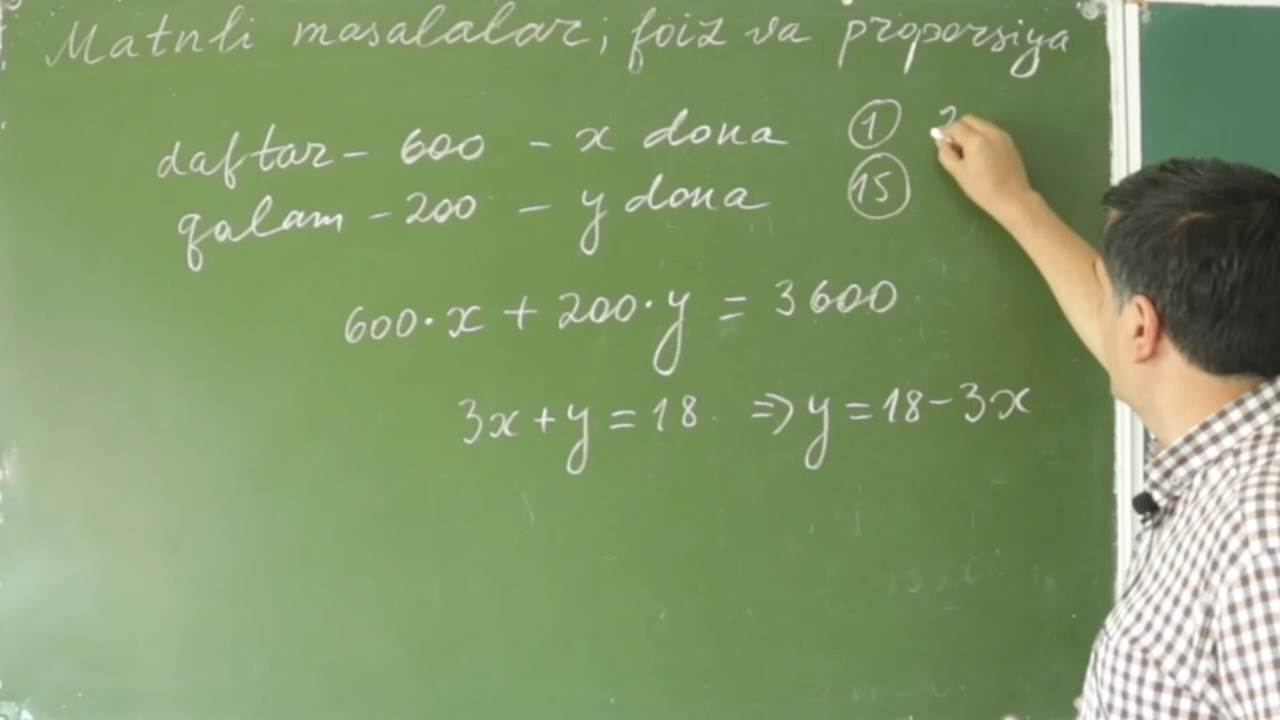 Matnli masalalar; foiz va proporsiya
daftar - 600 - x dona ① 2
qalam - 200 - y dona ⑮
600·x + 200·y = 3600
3x + y = 18 ⇒ y = 18 - 3x